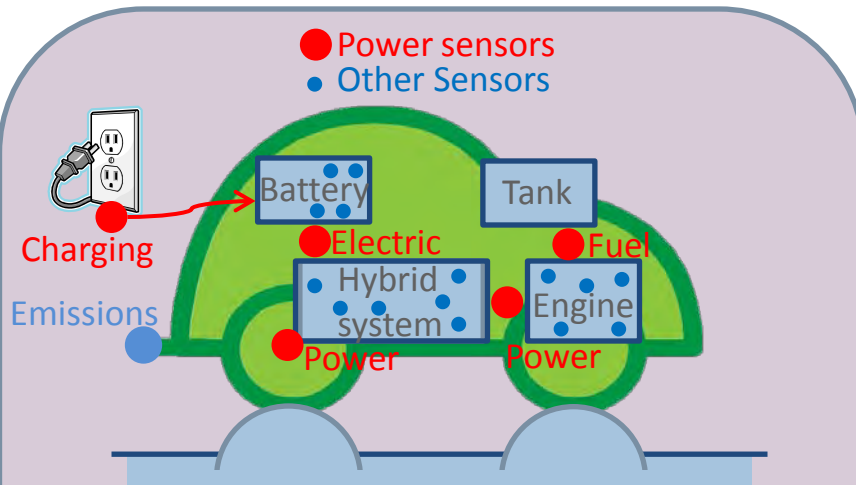 Power sensors
Other Sensors
Battery
Tank
Charging
Electric
Fuel
Hybrid
system
Engine
Emissions
Power
Power